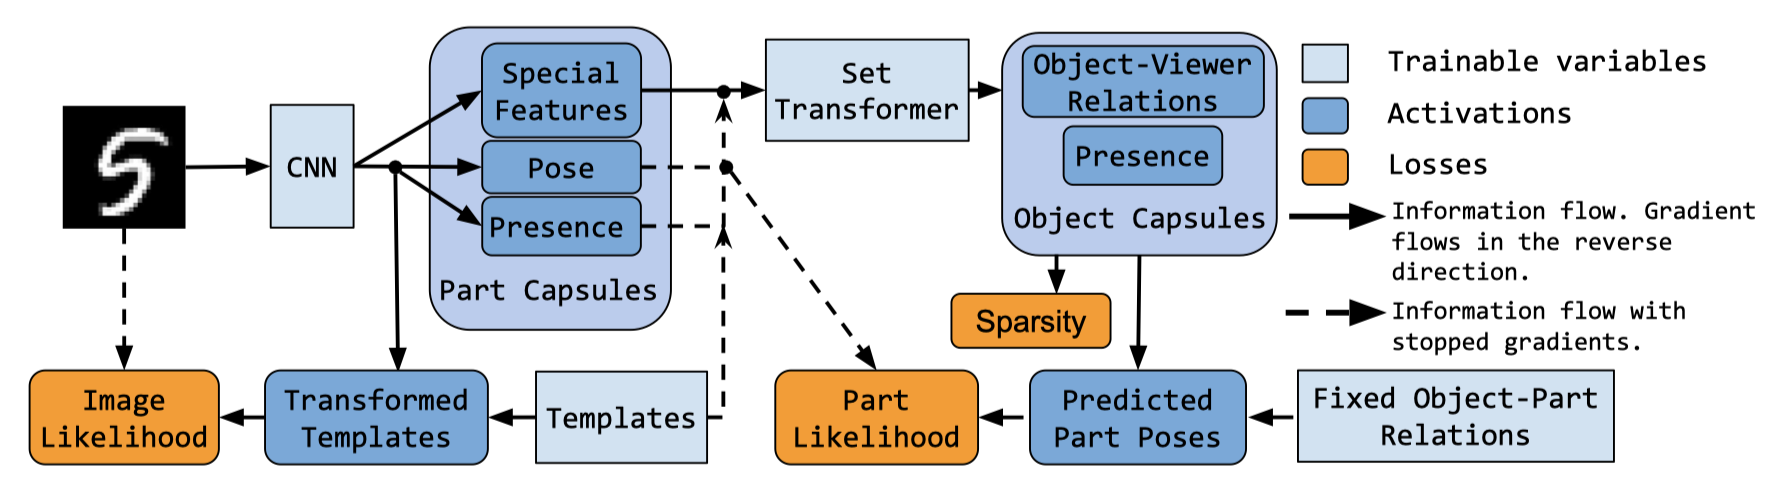 CNN
Special
Features
Pose
Presence
Part Capsules
Set
Transformer
Object-Viewer
Relations
Presence
Object Capsules
Sparsity
Image
Likelihood
Transformed
Templates
Templates
Part
Likelihood
Predicted
Part Poses
Fixed Object-Part
Relations
Trainable variables
Activations
Losses
Information flow. Gradient
flows in the reverse
direction.
Information flow with
stopped gradients.